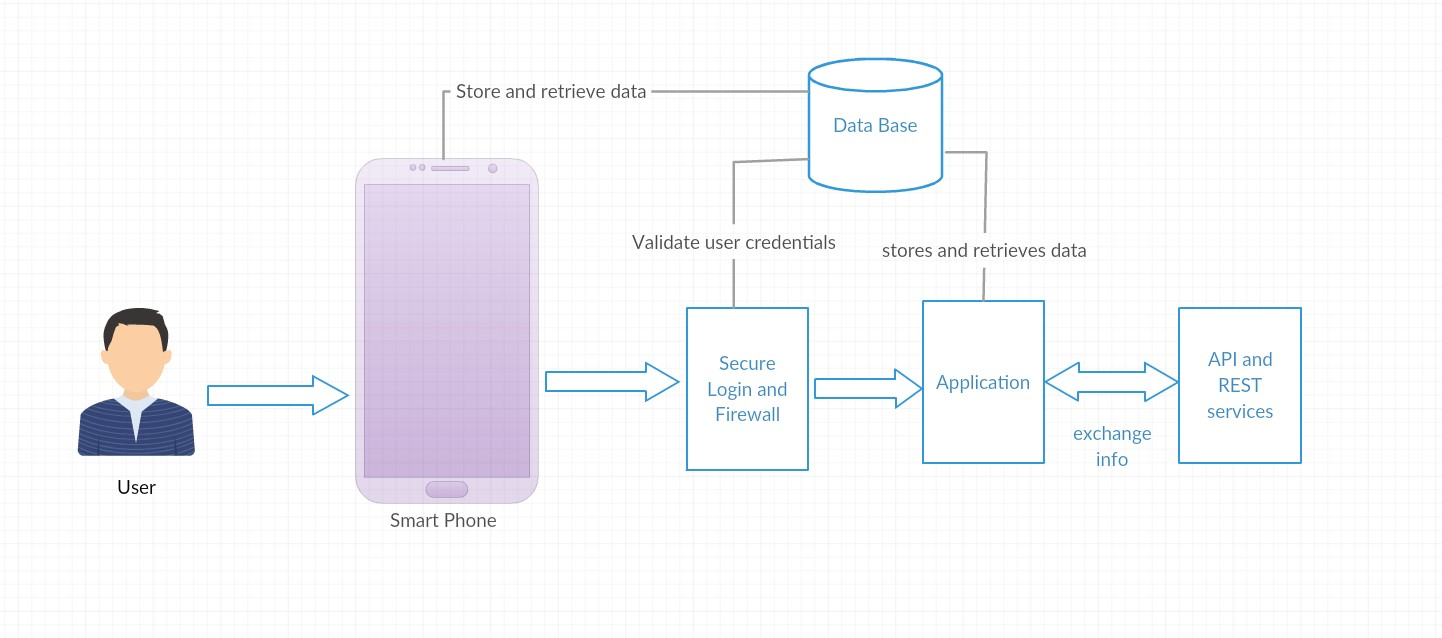 Store and retrieve data
Data Base
Validate user credentials
stores and retrieves data
Secure
Login and
Firewall
Application
API and
REST
services
exchange
info
User
Smart Phone